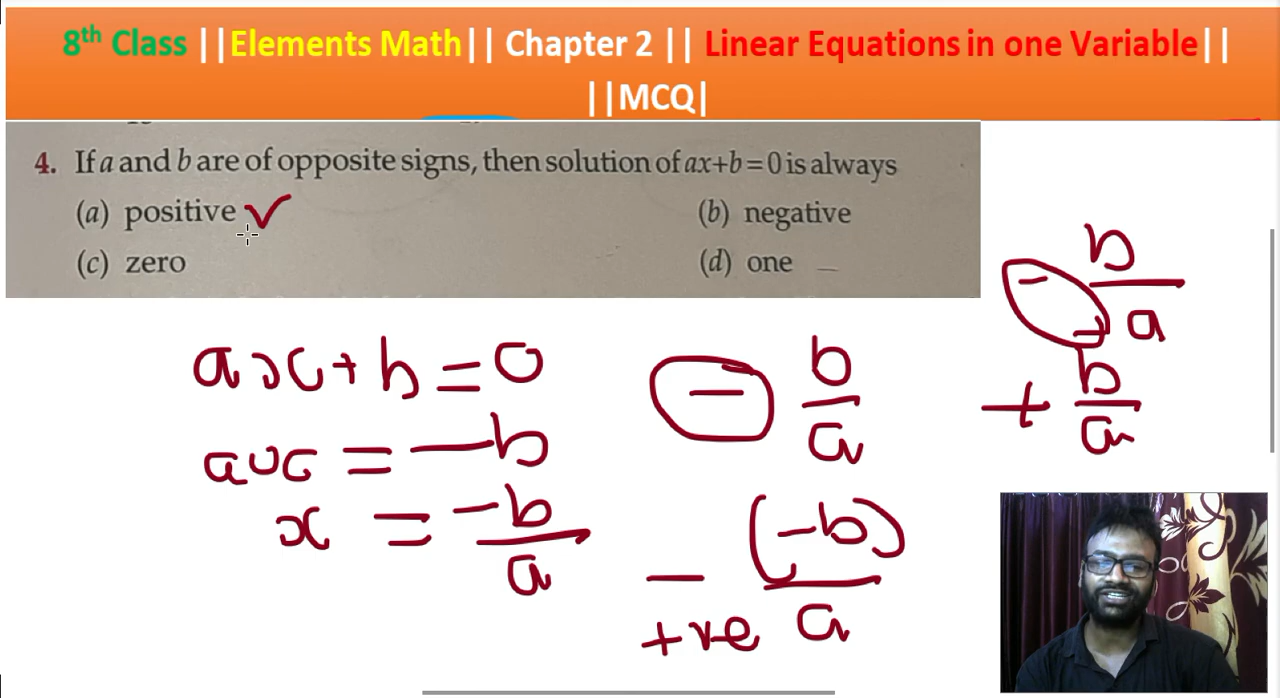 8th Class ||Elements Math|| Chapter 2 || Linear Equations in one Variable||
||MCQ|
4. If a and b are of opposite signs, then solution of ax+b=0 is always
(a) positive ✓ (b) negative
(c) zero (d) one
ax+b=0
ax = -b
x = -b/a
- b/a
- (-b)/a
+ve
- b/+a
+ b/a